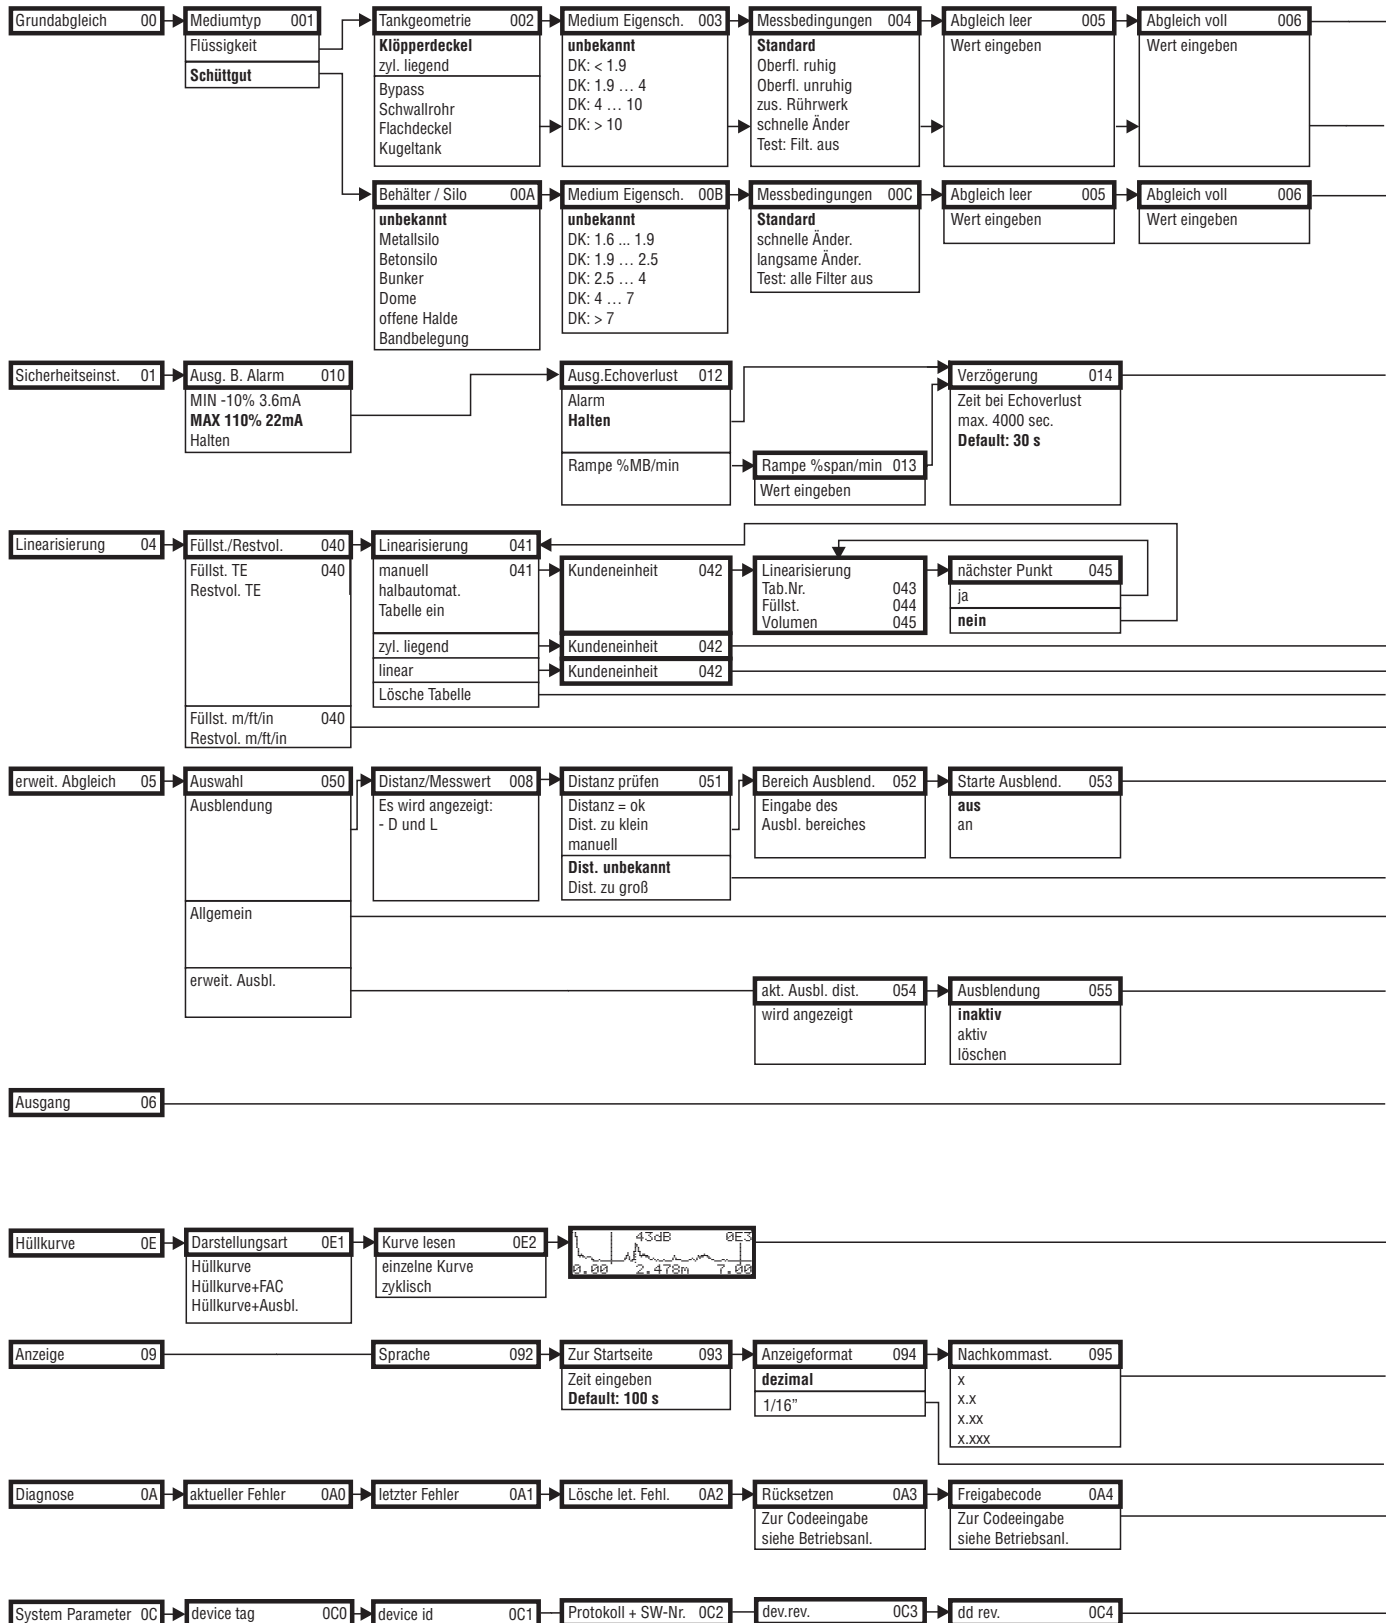 Grundabgleich 00
Mediumtyp 001
Flüssigkeit
Schüttgut
Tankgeometrie 002
Klöpperdeckel
zyl. liegend
Bypass
Schwallrohr
Flachdeckel
Kugeltank
Medium Eigensch. 003
unbekannt
DK: < 1.9
DK: 1.9 … 4
DK: 4 … 10
DK: > 10
Messbedingungen 004
Standard
Oberfl. ruhig
Oberfl. unruhig
zus. Rührwerk
schnelle Änder
Test: Filt. aus
Abgleich leer 005
Wert eingeben
Abgleich voll 006
Wert eingeben
Behälter / Silo 00A
unbekannt
Metallsilo
Betonsilo
Bunker
Dome
offene Halde
Bandbelegung
Medium Eigensch. 00B
unbekannt
DK: 1.6 ... 1.9
DK: 1.9 … 2.5
DK: 2.5 … 4
DK: 4 … 7
DK: > 7
Messbedingungen 00C
Standard
schnelle Änder.
langsame Änder.
Test: alle Filter aus
Abgleich leer 005
Wert eingeben
Abgleich voll 006
Wert eingeben
Sicherheitseinst. 01
Ausg. B. Alarm 010
MIN -10% 3.6mA
MAX 110% 22mA
Halten
Ausg.Echoverlust 012
Alarm
Halten
Rampe %MB/min
Rampe %span/min 013
Wert eingeben
Verzögerung 014
Zeit bei Echoverlust
max. 4000 sec.
Default: 30 s
Linearisierung 04
Füllst./Restvol. 040
Füllst. TE 040
Restvol. TE
Füllst. m/ft/in 040
Restvol. m/ft/in
Linearisierung 041
manuell 041
halbautomat.
Tabelle ein
zyl. liegend
linear
Lösche Tabelle
Kundeneinheit 042
Kundeneinheit 042
Kundeneinheit 042
Linearisierung
Tab.Nr. 043
Füllst. 044
Volumen 045
nächster Punkt 045
ja
nein
erweit. Abgleich 05
Auswahl 050
Ausblendung
Allgemein
erweit. Ausbl.
Distanz/Messwert 008
Es wird angezeigt:
- D und L
Distanz prüfen 051
Distanz = ok
Dist. zu klein
manuell
Dist. unbekannt
Dist. zu groß
Bereich Ausblend. 052
Eingabe des
Ausbl. bereiches
Starte Ausblend. 053
aus
an
akt. Ausbl. dist. 054
wird angezeigt
Ausblendung 055
inaktiv
aktiv
löschen
Ausgang 06
Hüllkurve 0E
Darstellungsart 0E1
Hüllkurve
Hüllkurve+FAC
Hüllkurve+Ausbl.
Kurve lesen 0E2
einzelne Kurve
zyklisch
43dB 0E3
0.00 2.478m 7.00
Anzeige 09
Sprache 092
Zur Startseite 093
Zeit eingeben
Default: 100 s
Anzeigeformat 094
dezimal
1/16”
Nachkommast. 095
x
x.x
x.xx
x.xxx
Diagnose 0A
aktueller Fehler 0A0
letzter Fehler 0A1
Lösche let. Fehl. 0A2
Rücksetzen 0A3
Zur Codeeingabe
siehe Betriebsanl.
Freigabecode 0A4
Zur Codeeingabe
siehe Betriebsanl.
System Parameter 0C
device tag 0C0
device id 0C1
Protokoll + SW-Nr. 0C2
dev.rev. 0C3
dd rev. 0C4